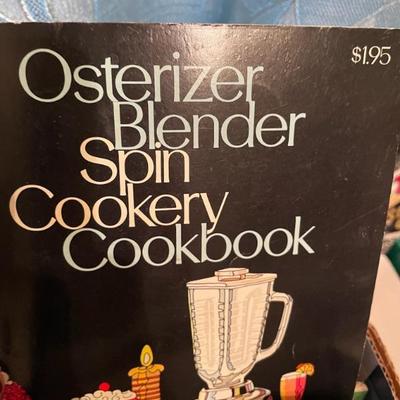 $1.95
Osterizer
Blender
Spin
Cookery
Cookbook